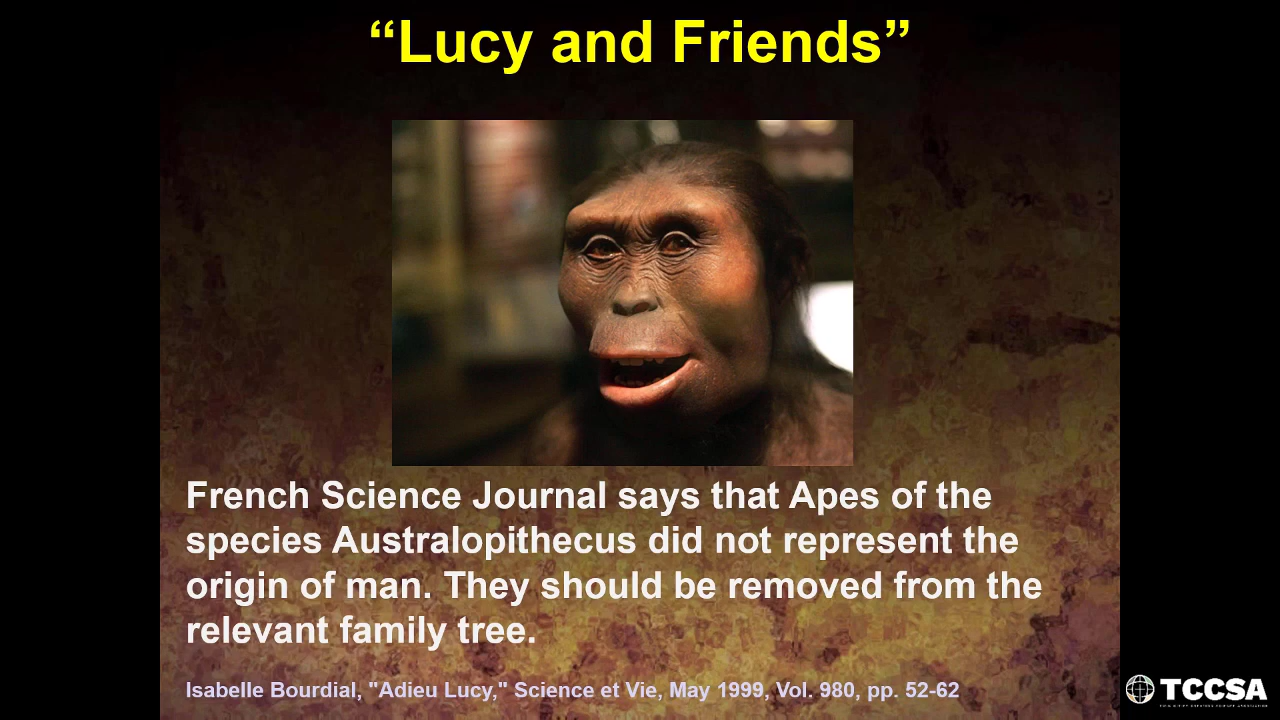 “Lucy and Friends”
French Science Journal says that Apes of the
species Australopithecus did not represent the
origin of man. They should be removed from the
relevant family tree.
Isabelle Bourdial, "Adieu Lucy," Science et Vie, May 1999, Vol. 980, pp. 52-62
TCCSA